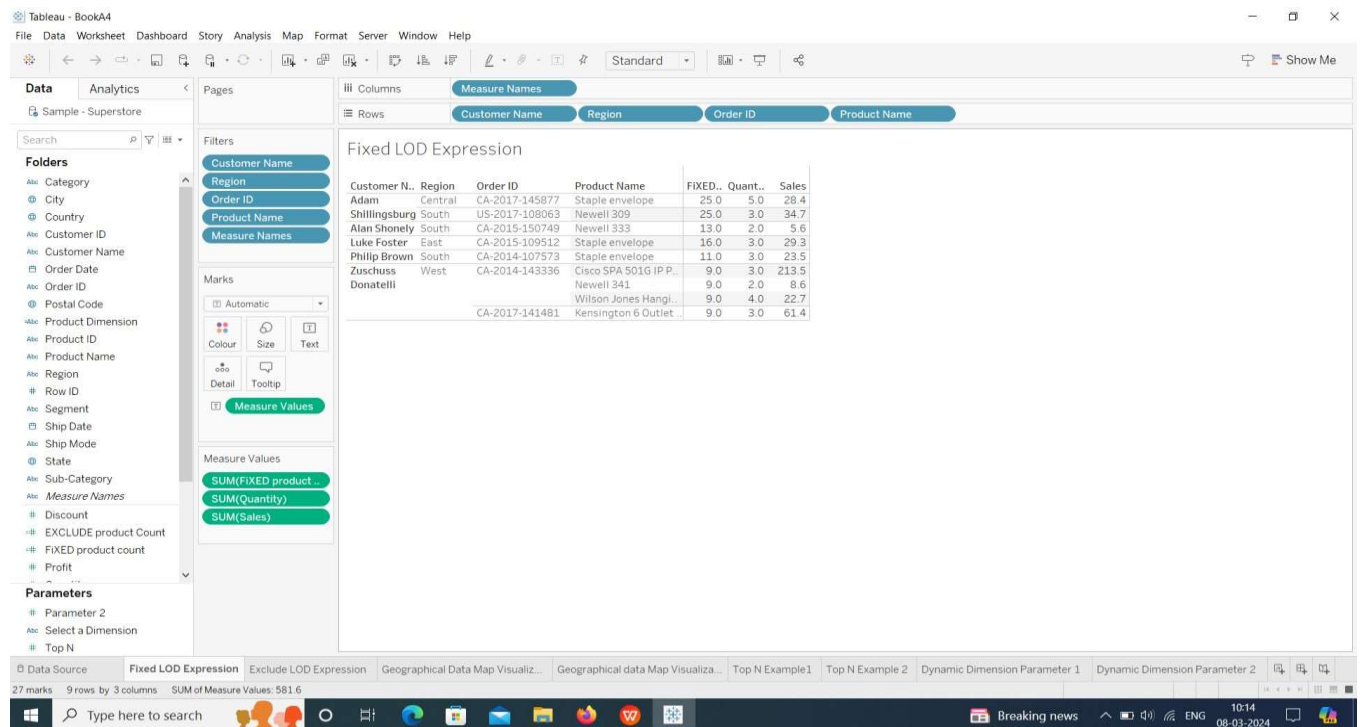 Tableau - BookA4
File Data Worksheet Dashboard Story Analysis Map Format Server Window Help
Standard
Show Me
Data Analytics
Sample - Superstore
Search
Folders
Abc Category
City
Country
Abc Customer ID
Abc Customer Name
Order Date
Abc Order ID
Postal Code
Abc Product Dimension
Abc Product ID
Abc Product Name
Abc Region
# Row ID
Abc Segment
Ship Date
Abc Ship Mode
State
Abc Sub-Category
Abc Measure Names
# Discount
# EXCLUDE product Count
# FiXED product count
# Profit
Parameters
# Parameter 2
Abc Select a Dimension
# Top N
Pages
Filters
Customer Name
Region
Order ID
Product Name
Measure Names
Marks
Automatic
Colour Size Text
Detail Tooltip
Measure Values
Measure Values
SUM(FiXED product ..
SUM(Quantity)
SUM(Sales)
iii Columns Measure Names
Rows Customer Name Region Order ID Product Name
Fixed LOD Expression
Customer N.. Region Order ID Product Name FiXED.. Quant.. Sales
Adam Central CA-2017-145877 Staple envelope 25.0 5.0 28.4
Shillingsburg South US-2017-108063 Newell 309 25.0 3.0 34.7
Alan Shonely South CA-2015-150749 Newell 333 13.0 2.0 5.6
Luke Foster East CA-2015-109512 Staple envelope 16.0 3.0 29.3
Philip Brown South CA-2014-107573 Staple envelope 11.0 3.0 23.5
Zuschuss West CA-2014-143336 Cisco SPA 501G IP P.. 9.0 3.0 213.5
Donatelli Newell 341 9.0 2.0 8.6
Wilson Jones Hangi.. 9.0 4.0 22.7
CA-2017-141481 Kensington 6 Outlet .. 9.0 3.0 61.4
Data Source Fixed LOD Expression Exclude LOD Expression Geographical Data Map Visualiz... Geographical data Map Visualiza... Top N Example1 Top N Example 2 Dynamic Dimension Parameter 1 Dynamic Dimension Parameter 2
27 marks 9 rows by 3 columns SUM of Measure Values: 581.6
Type here to search
Breaking news
ENG
10:14
08-03-2024